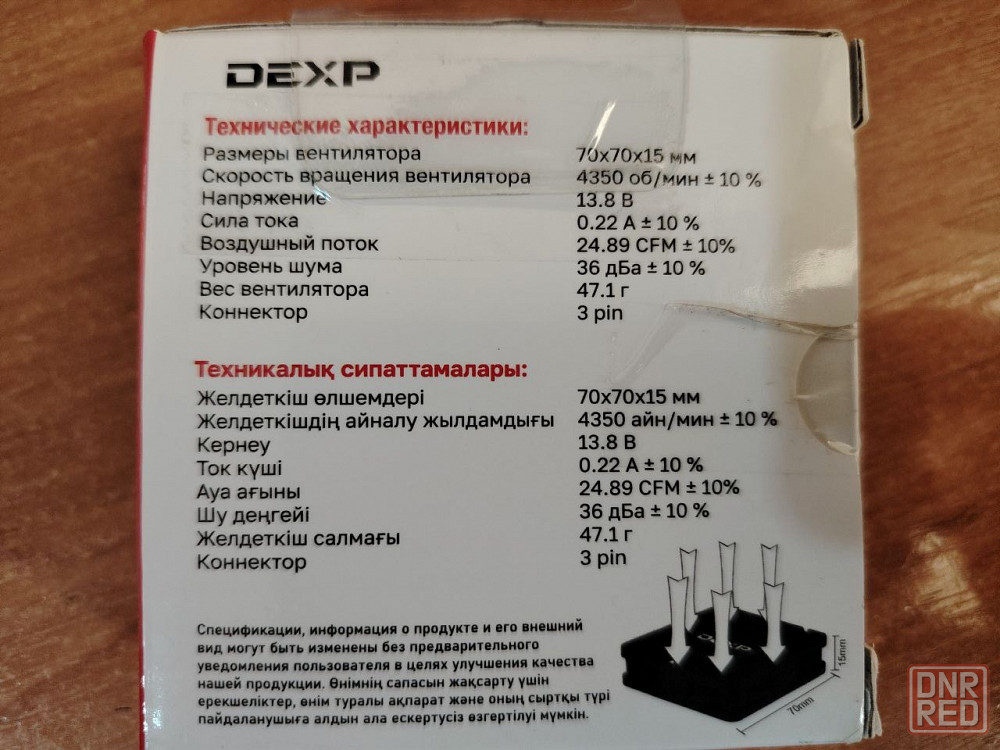 DEXP
Технические характеристики:
Размеры вентилятора 70x70x15 мм
Скорость вращения вентилятора 4350 об/мин ± 10 %
Напряжение 13.8 В
Сила тока 0.22 А ± 10 %
Воздушный поток 24.89 CFM ± 10%
Уровень шума 36 дБа ± 10 %
Вес вентилятора 47.1 г
Коннектор 3 pin
Техникалық сипаттамалары:
Желдеткіш өлшемдері 70x70x15 мм
Желдеткішдің айналу жылдамдығы 4350 айн/мин ± 10 %
Кернеу 13.8 В
Ток күші 0.22 А ± 10 %
Ауа ағыны 24.89 CFM ± 10%
Шу деңгейі 36 дБа ± 10 %
Желдеткіш салмағы 47.1 г
Коннектор 3 pin
Спецификации, информация о продукте и его внешний
вид могут быть изменены без предварительного
уведомления пользователя в целях улучшения качества
нашей продукции. Өнімнің сапасын жақсарту үшін
ерекшеліктер, өнім туралы ақпарат және оның сыртқы түрі
пайдаланушыға алдын ала ескертусіз өзгертілуі мүмкін.
DEXP
15mm
70mm
DNR
RED